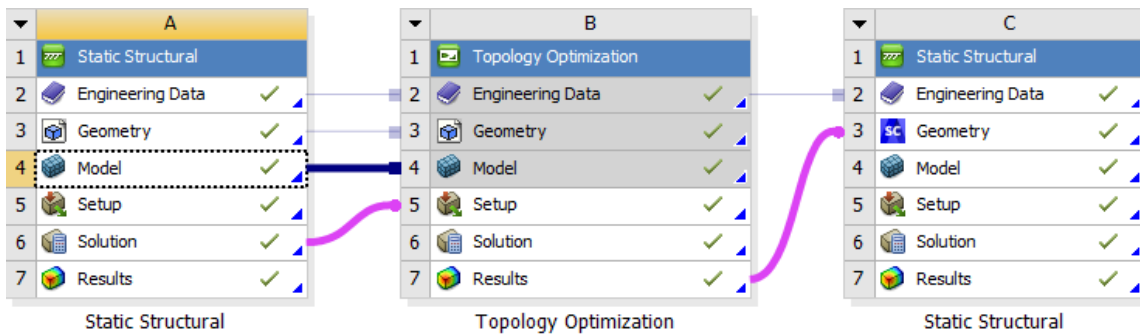 A
1 Static Structural
2 Engineering Data
3 Geometry
4 Model
5 Setup
6 Solution
7 Results
Static Structural
B
1 Topology Optimization
2 Engineering Data
3 Geometry
4 Model
5 Setup
6 Solution
7 Results
Topology Optimization
C
1 Static Structural
2 Engineering Data
3 SC Geometry
4 Model
5 Setup
6 Solution
7 Results
Static Structural